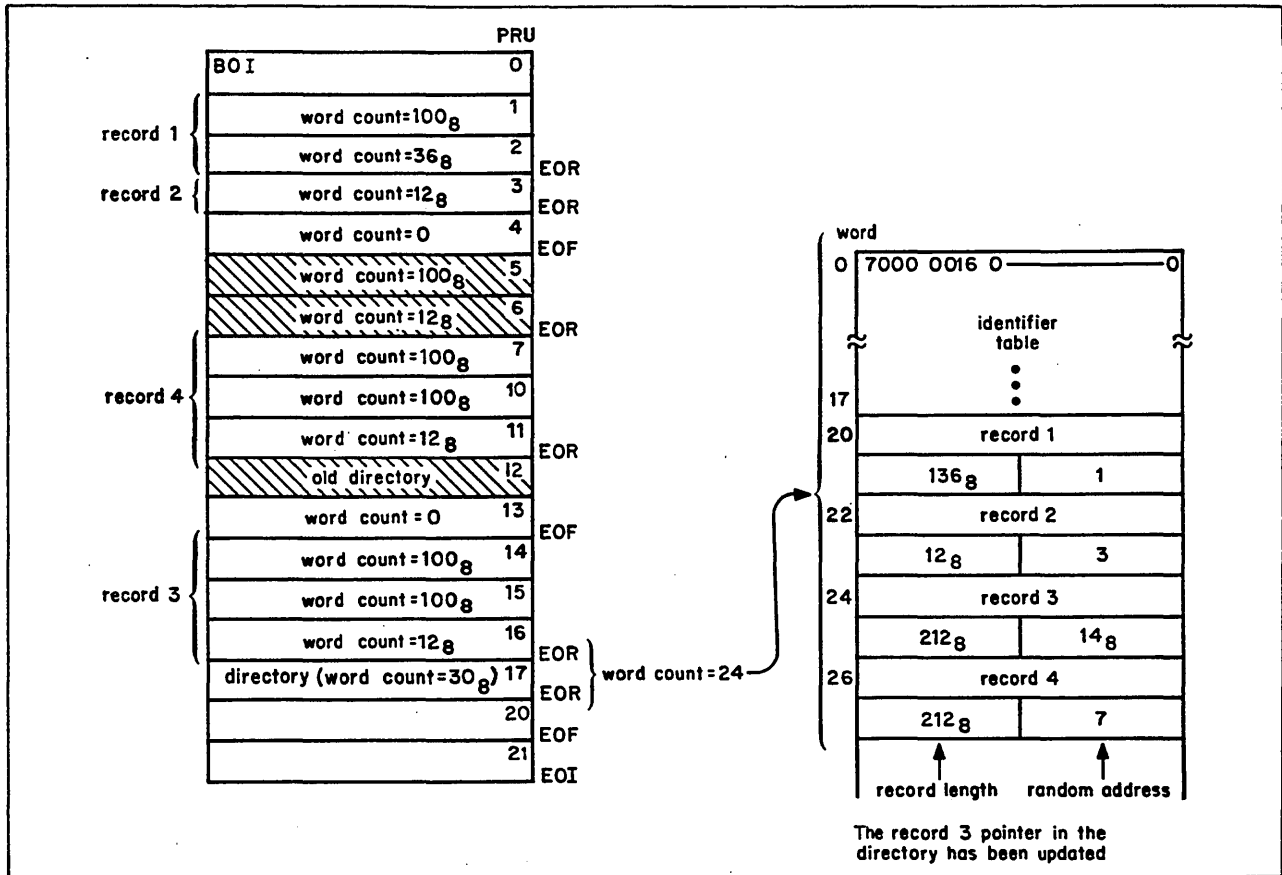 PRU
BOI 0
record 1
word count=100₈ 1
word count=36₈ 2
EOR
record 2
word count=12₈ 3
EOR
word count=0 4
EOF
word count=100₈ 5
word count=12₈ 6
EOR
record 4
word count=100₈ 7
word count=100₈ 10
word count=12₈ 11
EOR
old directory 12
word count=0 13
EOF
record 3
word count=100₈ 14
word count=100₈ 15
word count=12₈ 16
EOR
directory (word count=30₈) 17
EOR
word count=24
20
EOF
21
EOI
word
0 7000 0016 0 0
identifier
table
17
20 record 1
136₈ 1
22 record 2
12₈ 3
24 record 3
212₈ 14₈
26 record 4
212₈ 7
record length random address
The record 3 pointer in the
directory has been updated